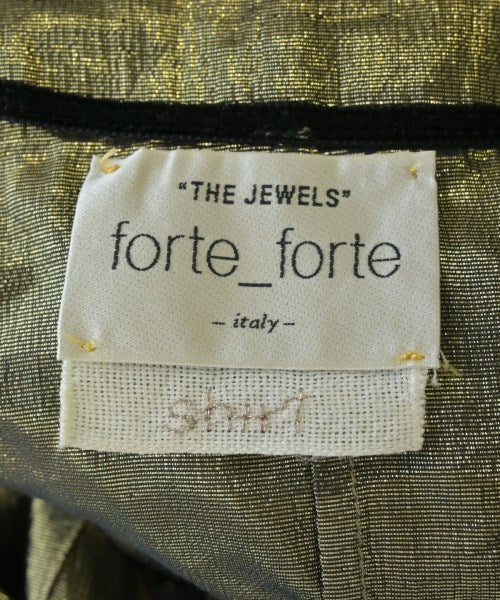 "THE JEWELS"
forte_forte
- italy -
shirt